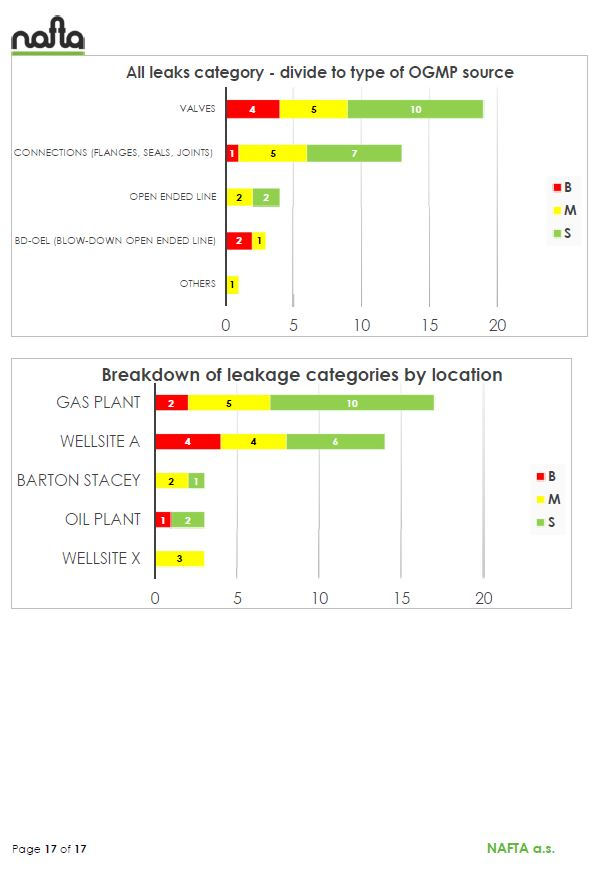 nafta
All leaks category - divide to type of OGMP source
VALVES 4 5 10
CONNECTIONS (FLANGES, SEALS, JOINTS) 1 5 7
OPEN ENDED LINE 2 2
BD-OEL (BLOW-DOWN OPEN ENDED LINE) 2 1
OTHERS 1
0 5 10 15 20
B
M
S
Breakdown of leakage categories by location
GAS PLANT 2 5 10
WELLSITE A 4 4 6
BARTON STACEY 2 1
OIL PLANT 1 2
WELLSITE X 3
0 5 10 15 20
B
M
S
Page 17 of 17 NAFTA a.s.